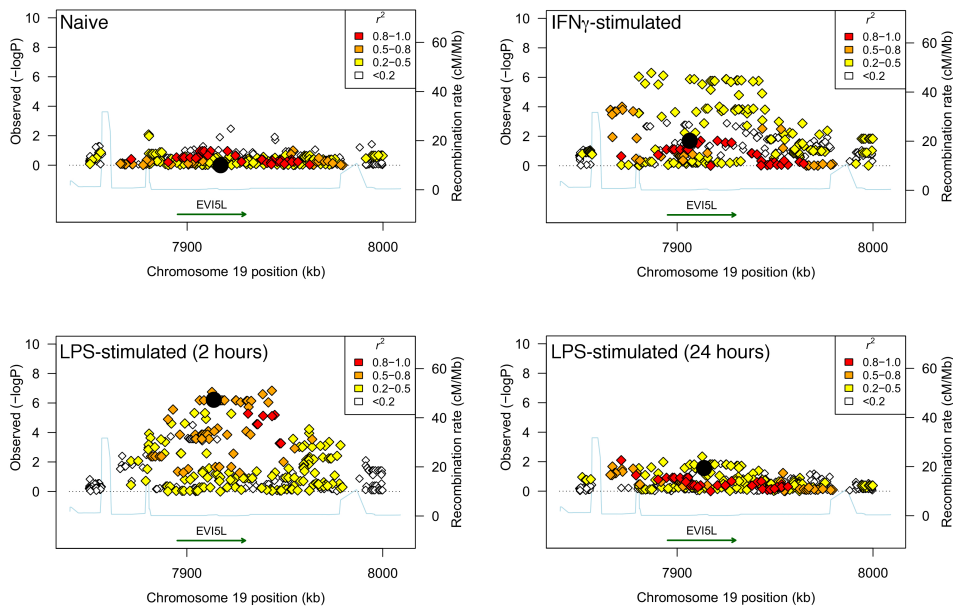 Naive
r2
0.8−1.0
0.5−0.8
0.2−0.5
<0.2
Observed (−logP)
0
2
4
6
8
10
Recombination rate (cM/Mb)
0
20
40
60
EVI5L
7900
8000
Chromosome 19 position (kb)
IFNγ-stimulated
r2
0.8−1.0
0.5−0.8
0.2−0.5
<0.2
Observed (−logP)
0
2
4
6
8
10
Recombination rate (cM/Mb)
0
20
40
60
EVI5L
7900
8000
Chromosome 19 position (kb)
LPS-stimulated (2 hours)
r2
0.8−1.0
0.5−0.8
0.2−0.5
<0.2
Observed (−logP)
0
2
4
6
8
10
Recombination rate (cM/Mb)
0
20
40
60
EVI5L
7900
8000
Chromosome 19 position (kb)
LPS-stimulated (24 hours)
r2
0.8−1.0
0.5−0.8
0.2−0.5
<0.2
Observed (−logP)
0
2
4
6
8
10
Recombination rate (cM/Mb)
0
20
40
60
EVI5L
7900
8000
Chromosome 19 position (kb)